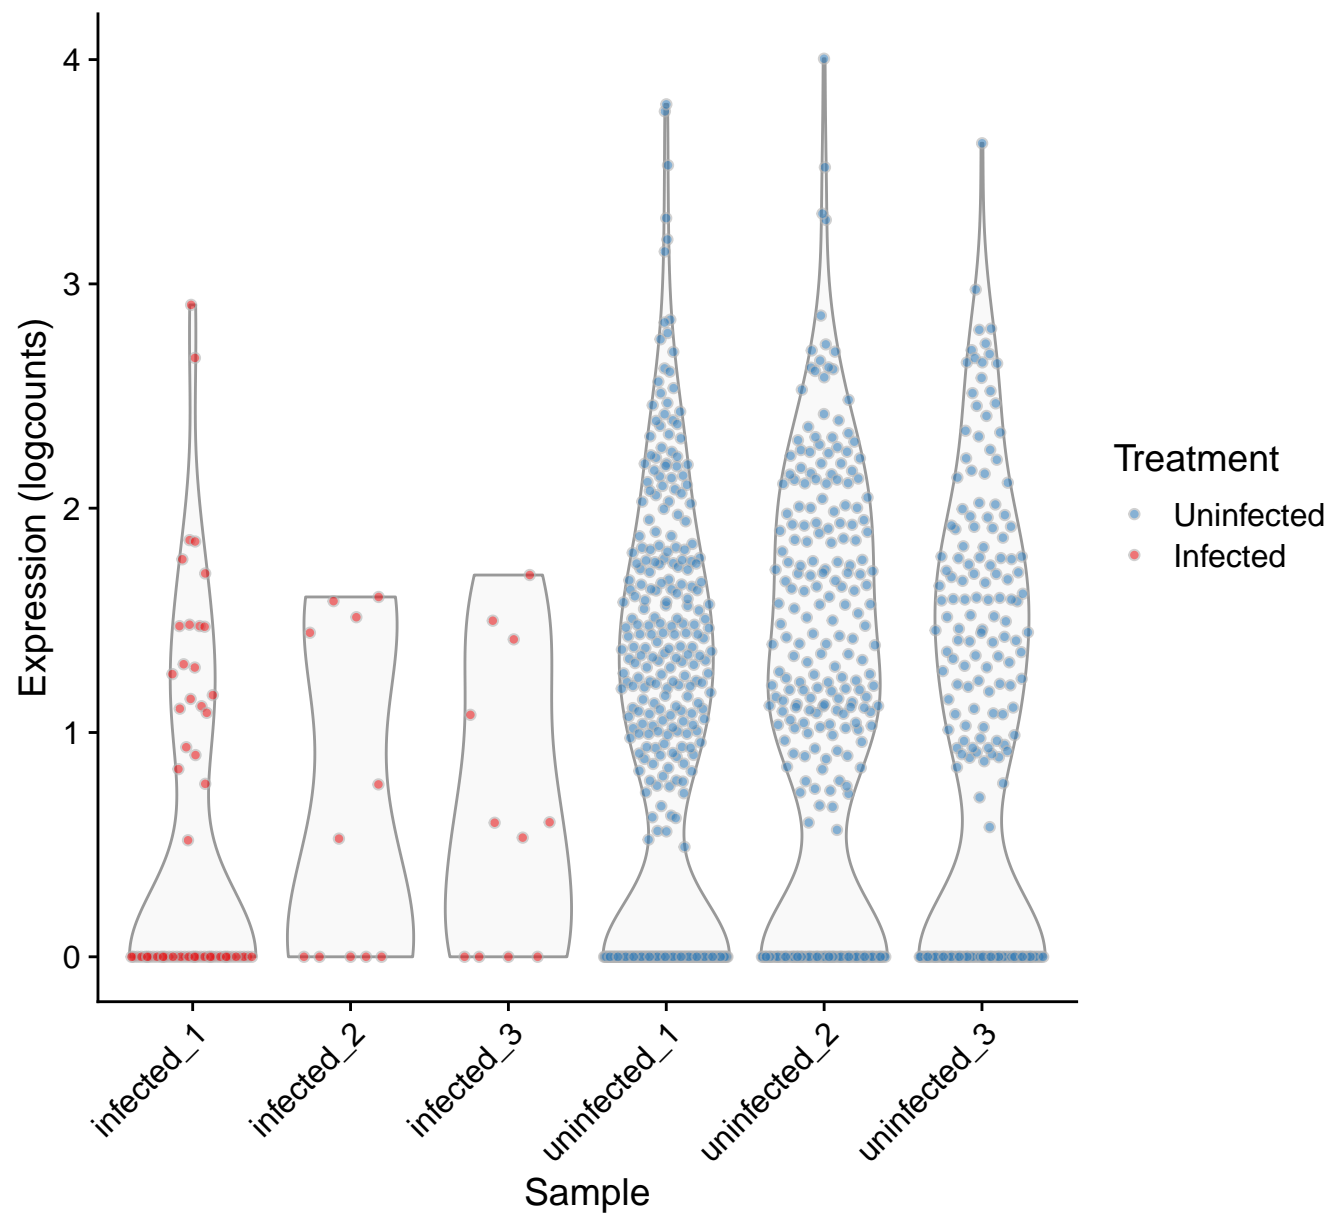 4
3
2
1
0
Expression (logcounts)
infected_1
infected_2
infected_3
uninfected_1
uninfected_2
uninfected_3
Sample
Treatment
Uninfected
Infected